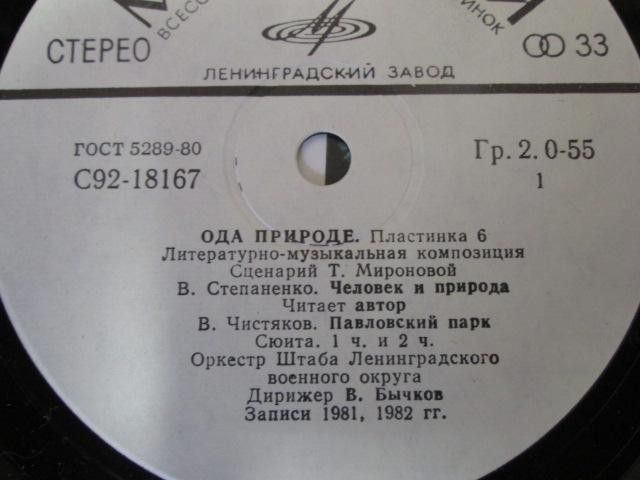 СТЕРЕО
33
ЛЕНИНГРАДСКИЙ ЗАВОД
ГОСТ 5289-80
Гр. 2. 0-55
С92-18167
1
ОДА ПРИРОДЕ. Пластинка 6
Литературно-музыкальная композиция
Сценарий Т. Мироновой
В. Степаненко. Человек и природа
Читает автор
В. Чистяков. Павловский парк
Сюита. 1 ч. и 2 ч.
Оркестр Штаба Ленинградского
военного округа
Дирижер В. Бычков
Записи 1981, 1982 гг.